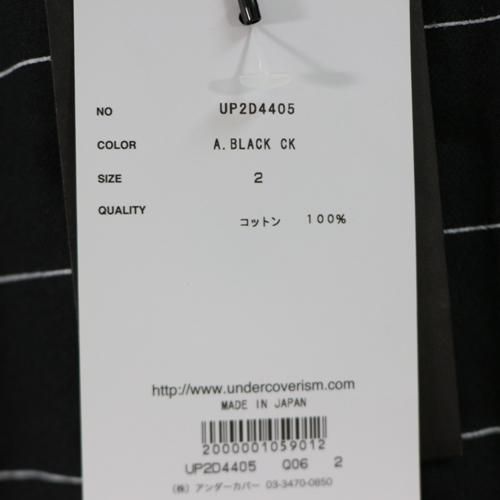 NO UP2D4405
COLOR A.BLACK CK
SIZE 2
QUALITY
コットン 100%
http://www.undercoverism.com
MADE IN JAPAN
2000001059012
UP2D4405 Q06 2
(株) アンダーカバー 03-3470-0850